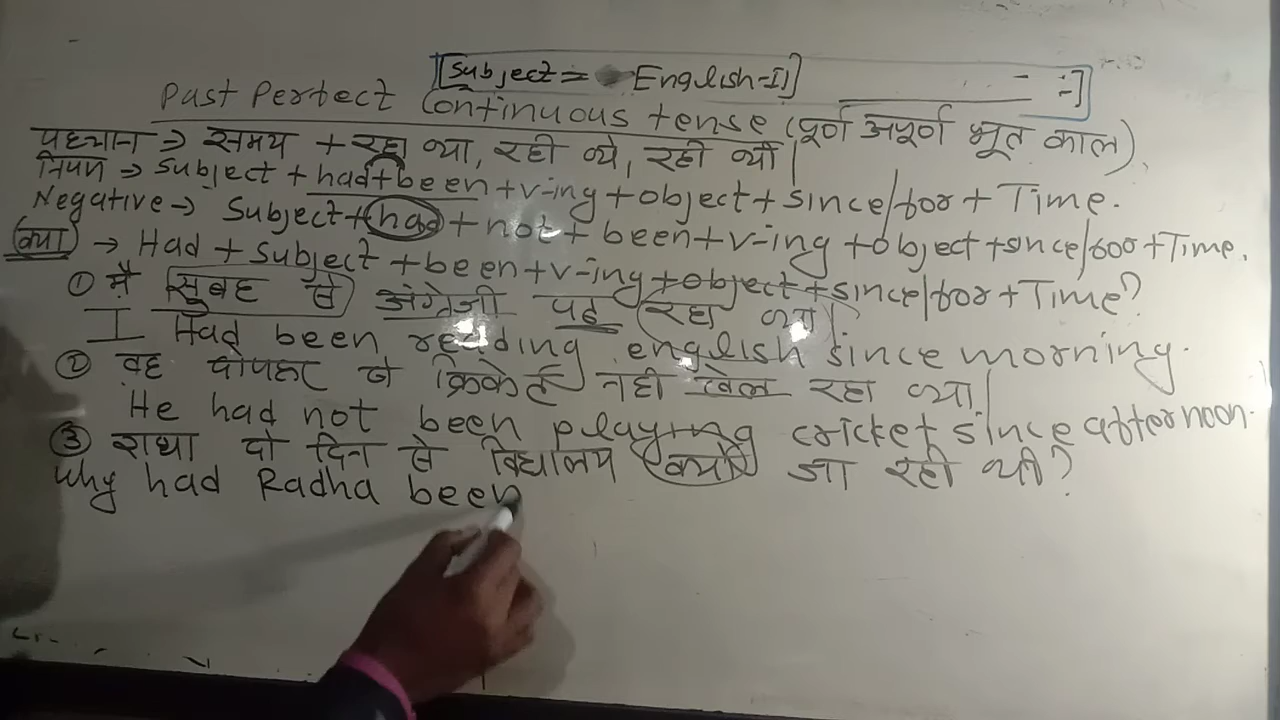 [Subject = English-II] :-]
Past Perfect Continuous tense (पूर्ण अपूर्ण भूत काल)
पहचान → समय + रहा था, रही थे, रही थी।
नियम → subject + had + been + v-ing + object + since/for + Time.
Negative → Subject + had + not + been + v-ing + object + since/for + Time.
क्या → Had + subject + been + v-ing + object + since/for + Time?
① मै सुबह से अंग्रेजी पढ़ रहा था।
I Had been reading english since morning.
② वह दोपहर से क्रिकेट नही खेल रहा था।
He had not been playing cricket since afternoon.
③ राधा दो दिन से विद्यालय क्यों जा रही थी?
Why had Radha been